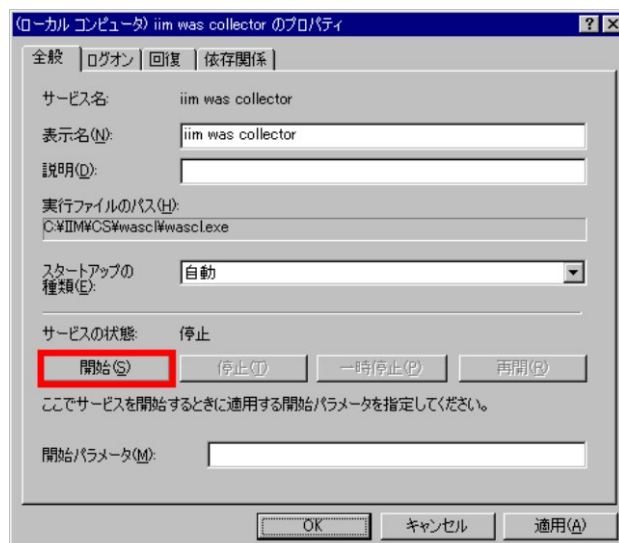 (ローカル コンピュータ) iim was collector のプロパティ
全般 ログオン 回復 依存関係
サービス名: iim was collector
表示名(N): iim was collector
説明(D):
実行ファイルのパス(H):
C:¥IIM¥CS¥wascl¥wascl.exe
スタートアップの
種類(E): 自動
サービスの状態: 停止
開始(S) 停止(T) 一時停止(P) 再開(R)
ここでサービスを開始するときに適用する開始パラメータを指定してください。
開始パラメータ(M):
OK キャンセル 適用(A)